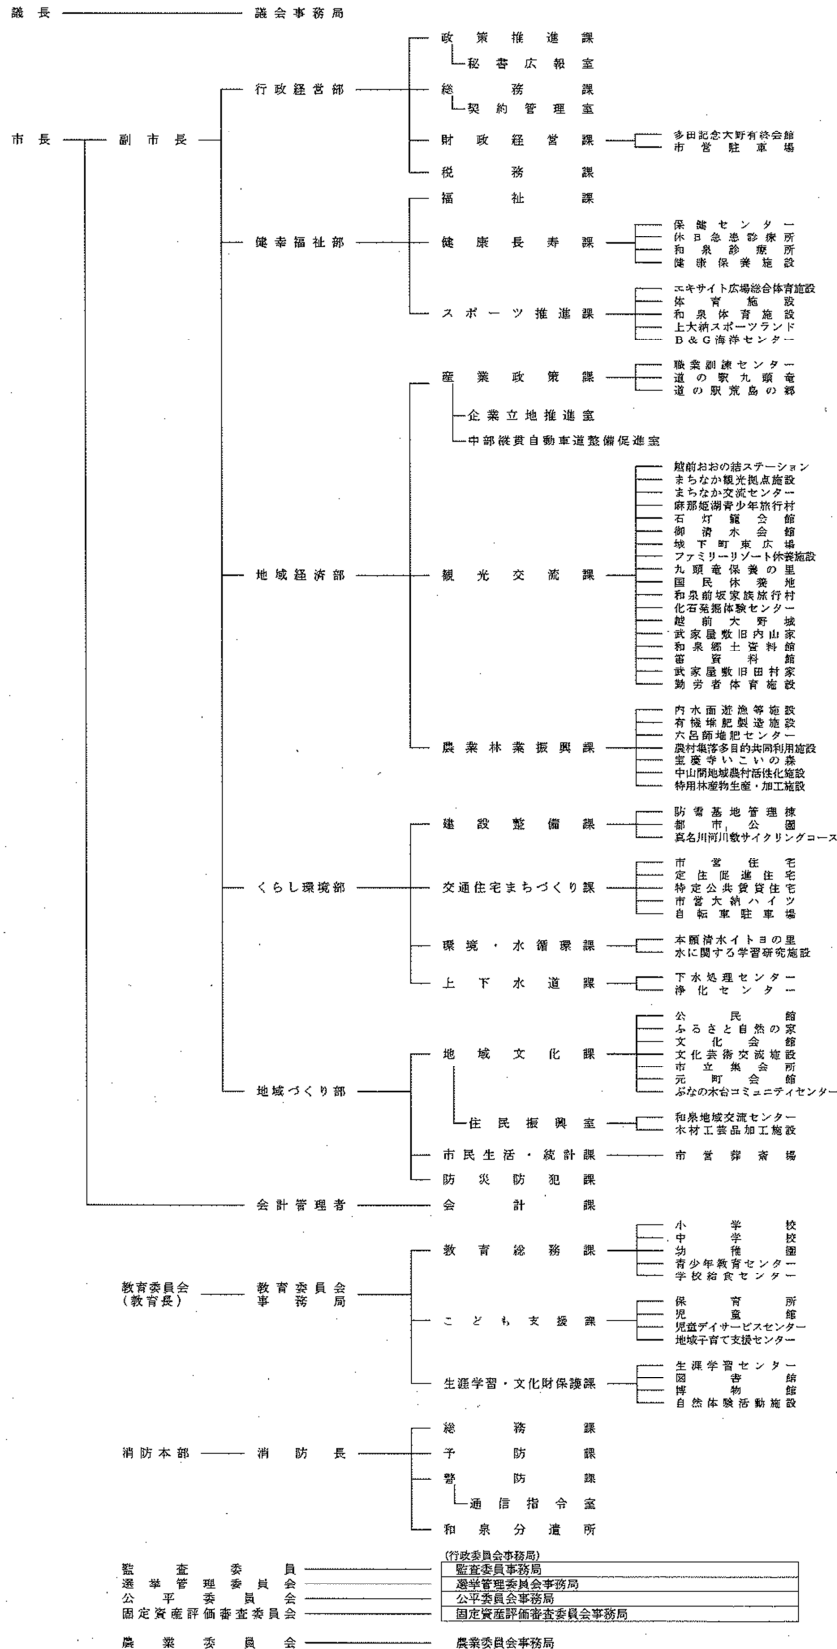 議長 議会事務局
政策推進課
秘書広報室
行政経営部 総務課
契約管理室
市長 副市長 財政経営課 多田記念大野有終会館
市営駐車場
税務課
福祉課
健幸福祉部 健康長寿課 保健センター
休日急患診療所
和泉診療所
健康保養施設
スポーツ推進課 エキサイト広場総合体育施設
体育施設
和泉体育施設
上大納スポーツランド
B&G海洋センター
産業政策課 職業訓練センター
道の駅九頭竜
道の駅荒島の郷
企業立地推進室
中部縦貫自動車道整備促進室
地域経済部 観光交流課 越前おおの結ステーション
まちなか観光拠点施設
まちなか交流センター
麻那姫湖青少年旅行村
石灯籠会館
御清水会館
城下町東広場
ファミリーリゾート休養施設
九頭竜保養の里
国民休養地
和泉前坂家族旅行村
化石発掘体験センター
越前大野城
武家屋敷旧内山家
和泉郷土資料館
笛資料館
武家屋敷旧田村家
勤労者体育施設
農業林業振興課 内水面遊漁等施設
有機堆肥製造施設
六呂師堆肥センター
農村集落多目的共同利用施設
宝慶寺いこいの森
中山間地域農村活性化施設
特用林産物生産・加工施設
建設整備課 防雪基地管理棟
都市公園
真名川河川敷サイクリングコース
くらし環境部 交通住宅まちづくり課 市営住宅
定住促進住宅
特定公共賃貸住宅
市営大納ハイツ
自転車駐車場
環境・水循環課 本願清水イトヨの里
水に関する学習研究施設
上下水道課 下水処理センター
浄化センター
地域づくり部 地域文化課 公民館
ふるさと自然の家
文化会館
文化芸術交流施設
市立集会所
元町会館
ぶなの木台コミュニティセンター
住民振興室 和泉地域交流センター
木材工芸品加工施設
市民生活・統計課 市営葬斎場
防災防犯課
会計管理者 会計課
教育委員会
(教育長) 教育委員会
事務局
教育総務課 小学校
中学校
幼稚園
青少年教育センター
学校給食センター
こども支援課 保育所
児童館
児童デイサービスセンター
地域子育て支援センター
生涯学習・文化財保護課 生涯学習センター
図書館
博物館
自然体験活動施設
総務課
消防本部 消防長 予防課
警防課
通信指令室
和泉分遣所
(行政委員会事務局)
監査委員 監査委員事務局
選挙管理委員会 選挙管理委員会事務局
公平委員会 公平委員会事務局
固定資産評価審査委員会 固定資産評価審査委員会事務局
農業委員会 農業委員会事務局